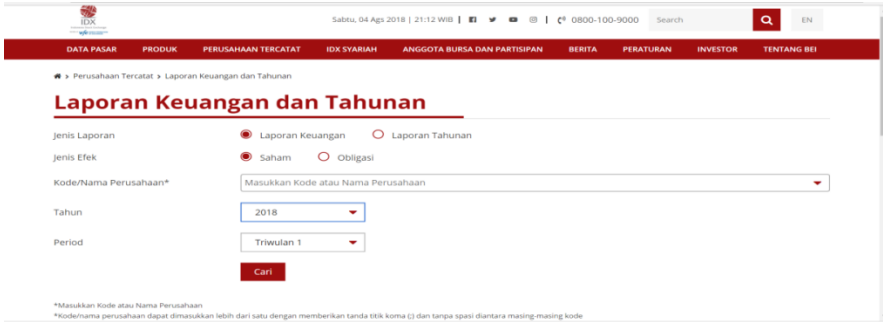 IDX
Sabtu, 04 Ags 2018 | 21:12 WIB | | 0800-100-9000 Search EN
DATA PASAR PRODUK PERUSAHAAN TERCATAT IDX SYARIAH ANGGOTA BURSA DAN PARTISIPAN BERITA PERATURAN INVESTOR TENTANG BEI
> Perusahaan Tercatat > Laporan Keuangan dan Tahunan
Laporan Keuangan dan Tahunan
Jenis Laporan Laporan Keuangan Laporan Tahunan
Jenis Efek Saham Obligasi
Kode/Nama Perusahaan* Masukkan Kode atau Nama Perusahaan
Tahun 2018
Period Triwulan 1
Cari
*Masukkan Kode atau Nama Perusahaan
*Kode/nama perusahaan dapat dimasukkan lebih dari satu dengan memberikan tanda titik koma (;) dan tanpa spasi diantara masing-masing kode